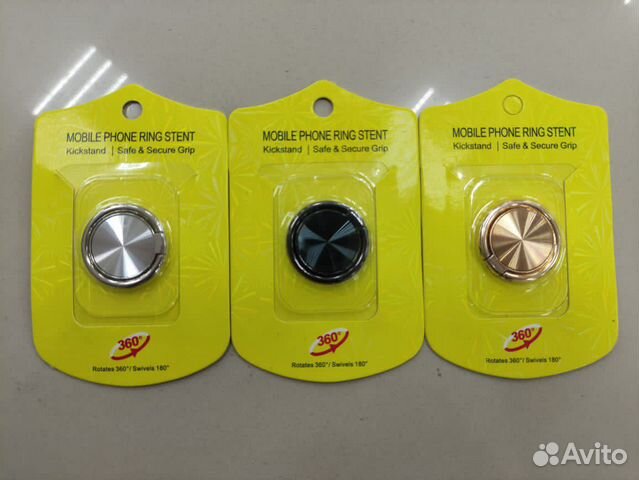 MOBILE PHONE RING STENT
Kickstand | Safe & Secure Grip
360°
Rotates 360°/ Swivels 180°
MOBILE PHONE RING STENT
Kickstand | Safe & Secure Grip
360°
Rotates 360°/ Swivels 180°
MOBILE PHONE RING STENT
Kickstand | Safe & Secure Grip
360°
Rotates 360°/ Swivels 180°
Avito